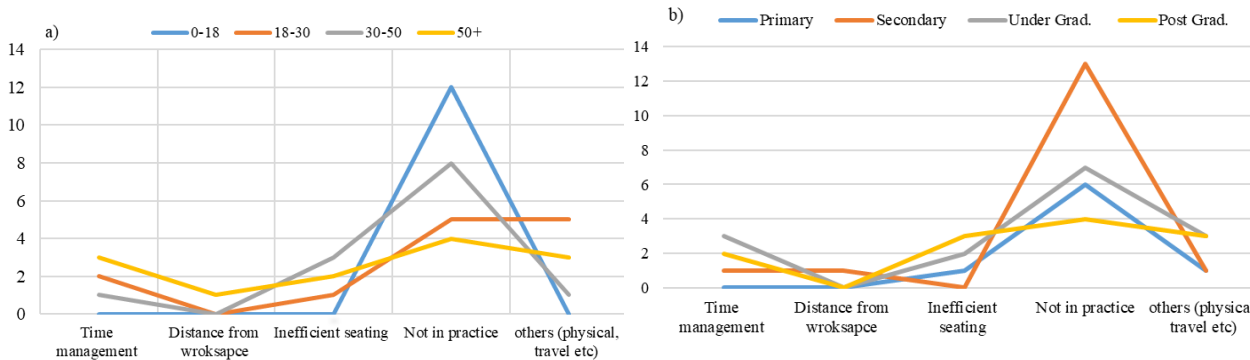 a)
0-18 18-30 30-50 50+
14
12
10
8
6
4
2
0
Time
management
Distance from
wroksapce
Inefficient seating
Not in practice
others (physical,
travel etc)
b)
Primary Secondary Under Grad. Post Grad.
14
12
10
8
6
4
2
0
Time
management
Distance from
wroksapce
Inefficient
seating
Not in practice
others (physical,
travel etc)